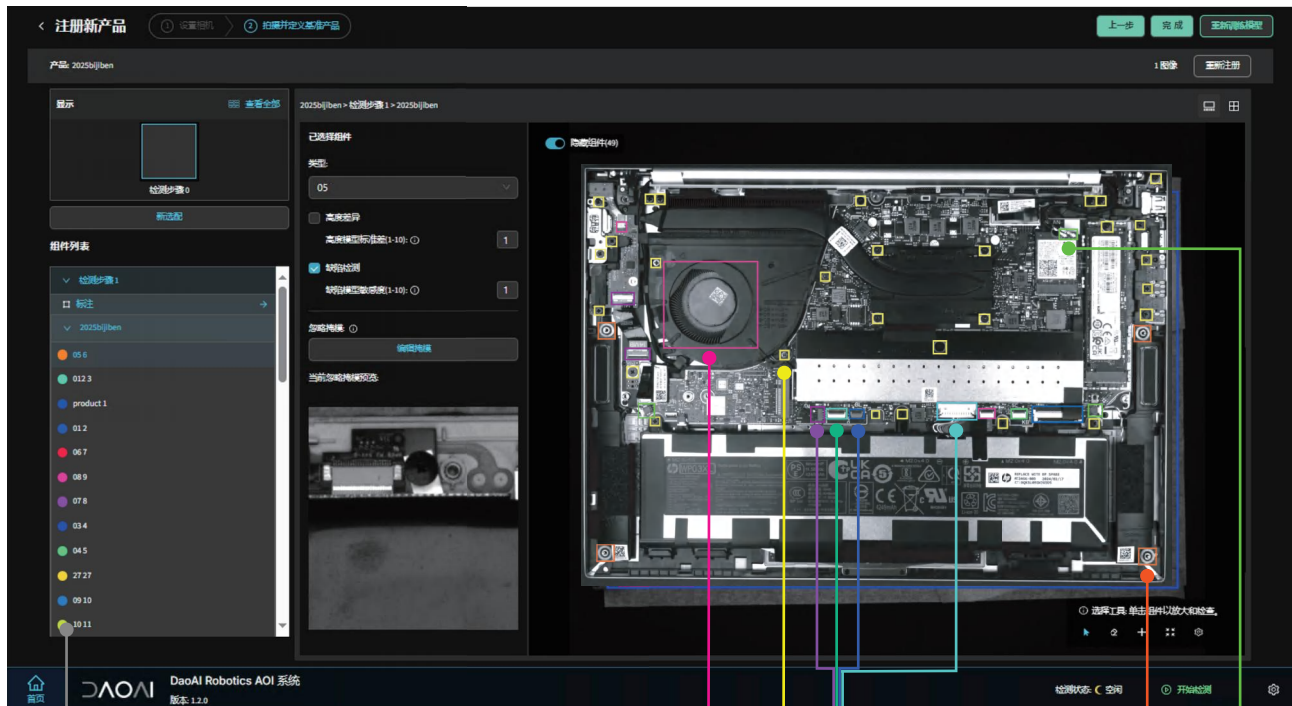 < 注册新产品
① 设置相机
② 拍摄并定义基准产品
上一步
完成
重新训练模型
产品: 2025bijiben
1 图像
重新注册
显示
查看全部
检测步骤 0
新选配
组件列表
检测步骤 1
标注
2025bijiben
05 6
012 3
product 1
01 2
06 7
08 9
07 8
03 4
04 5
27 27
09 10
10 11
2025bijiben > 检测步骤 1 > 2025bijiben
已选择组件
类型:
05
高度差异
高度模型标准差(1-10):
1
缺陷检测
缺陷模型敏感度(1-10):
1
忽略掩模:
编辑掩模
当前忽略掩模预览:
隐藏组件(49)
选择工具: 单击组件以放大和检查。
首页
DAOAI
DaoAI Robotics AOI 系统
版本: 1.2.0
检测状态: 空闲
开始检测